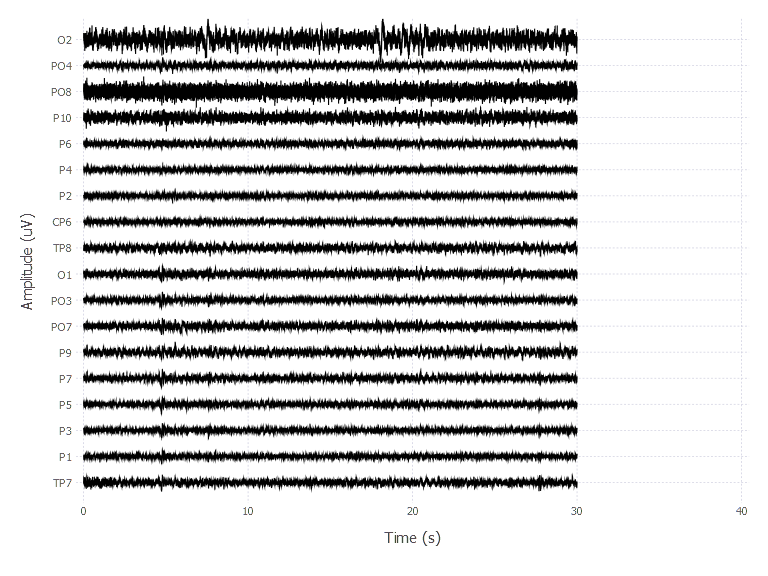 O2
PO4
PO8
P10
P6
P4
P2
CP6
TP8
O1
PO3
PO7
P9
P7
P5
P3
P1
TP7
Amplitude (uV)
0 10 20 30 40
Time (s)